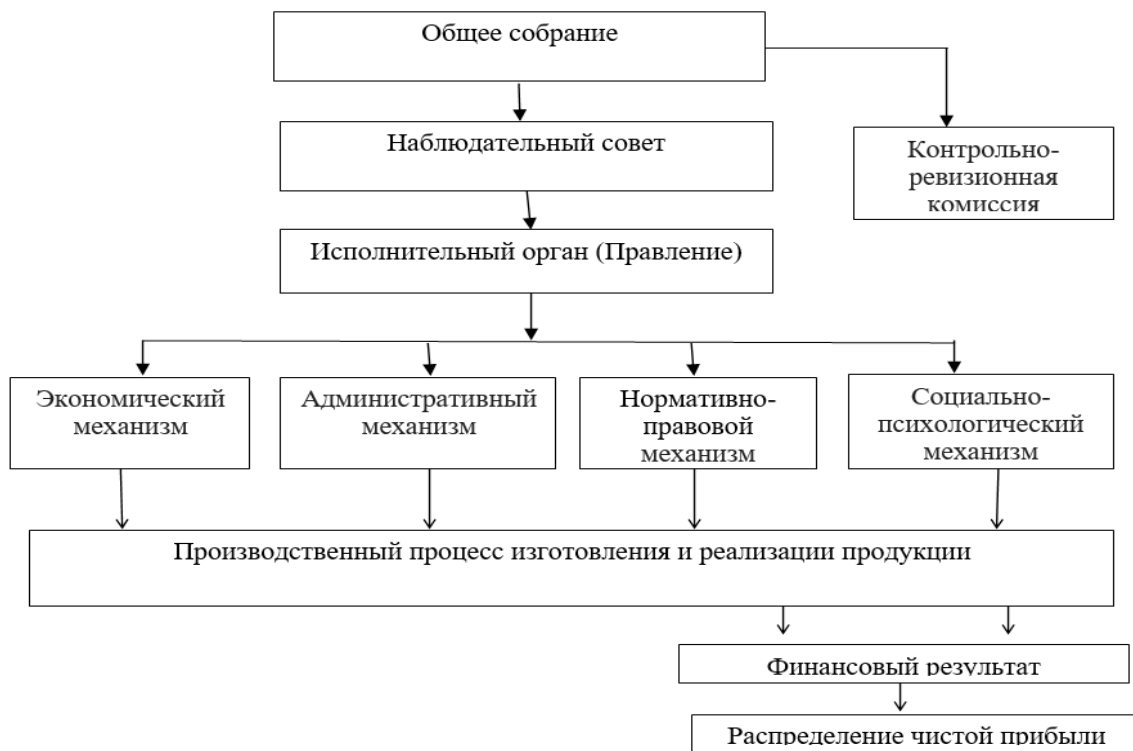 Общее собрание
Наблюдательный совет
Контрольно-
ревизионная
комиссия
Исполнительный орган (Правление)
Экономический
механизм
Административный
механизм
Нормативно-
правовой
механизм
Социально-
психологический
механизм
Производственный процесс изготовления и реализации продукции
Финансовый результат
Распределение чистой прибыли